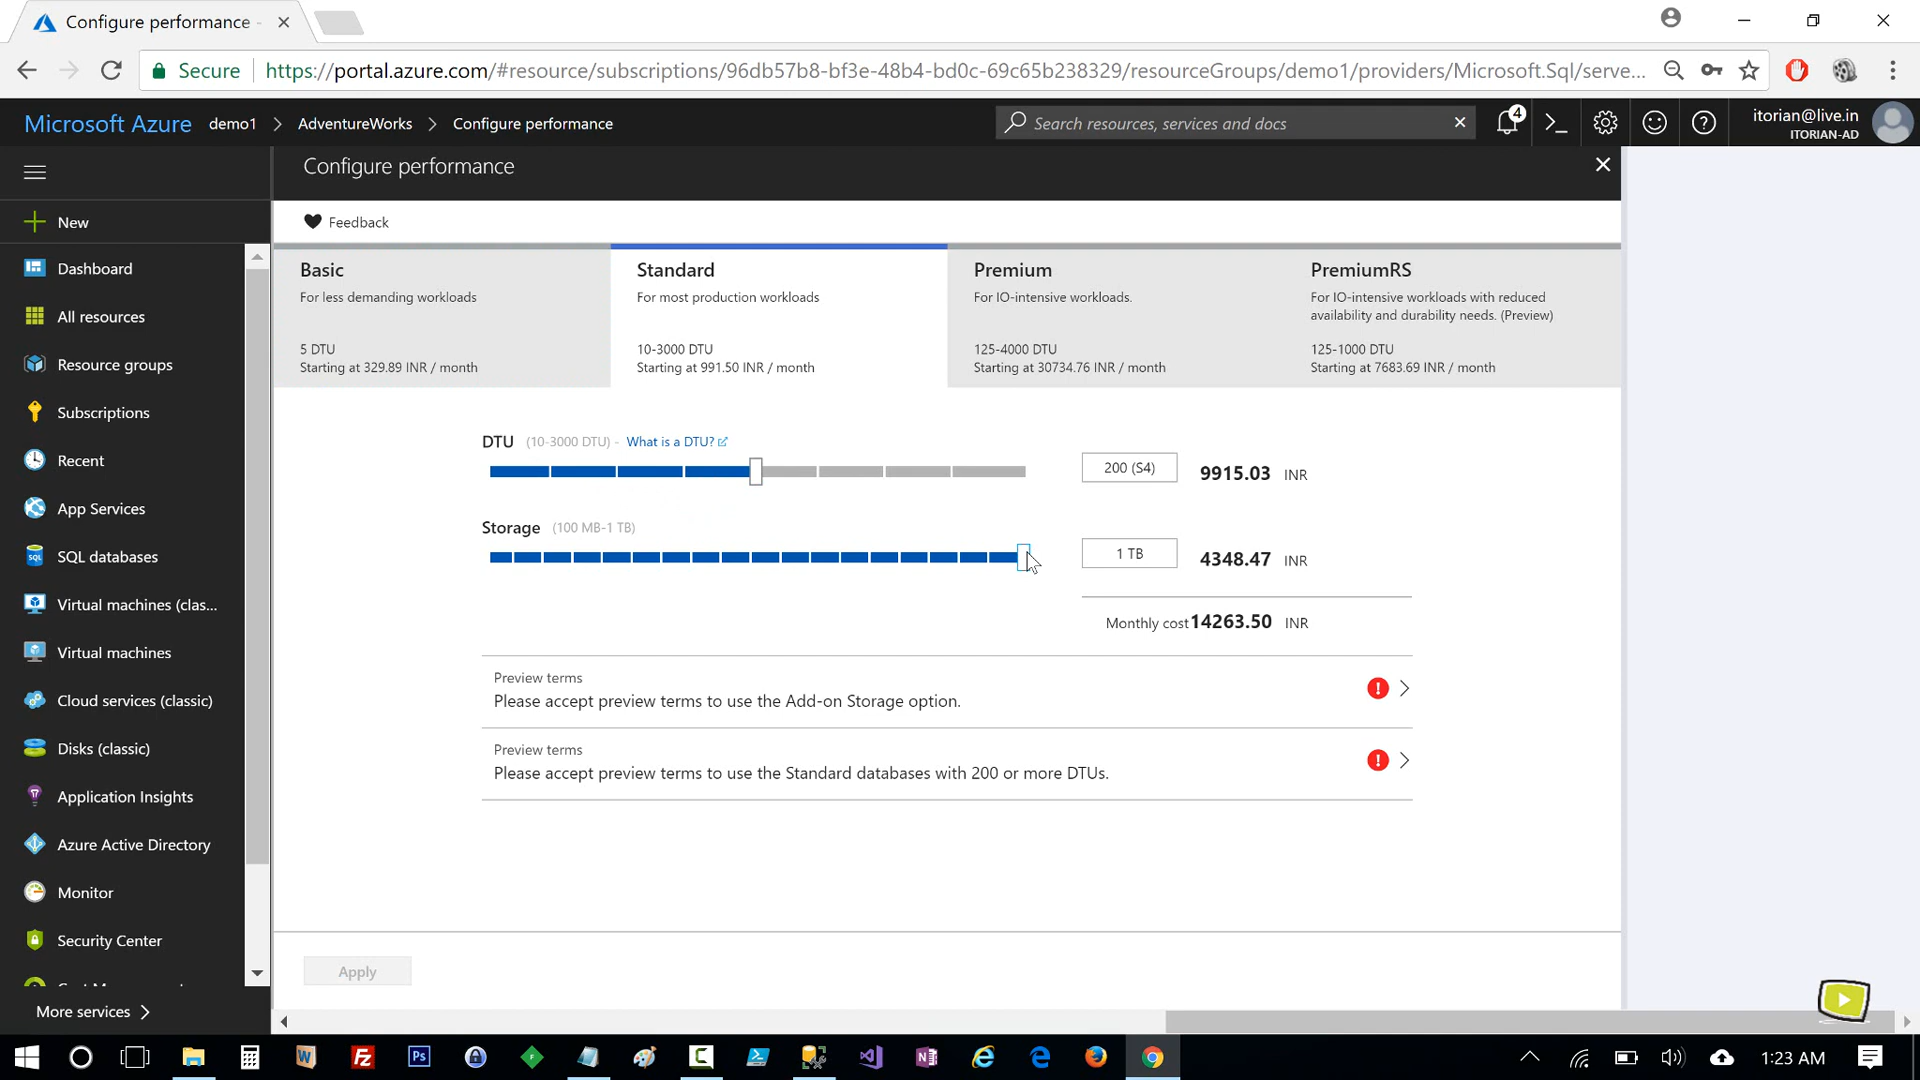 Configure performance -
Secure
https://portal.azure.com/#resource/subscriptions/96db57b8-bf3e-48b4-bd0c-69c65b238329/resourceGroups/demo1/providers/Microsoft.Sql/serve...
Microsoft Azure demo1 > AdventureWorks > Configure performance
Search resources, services and docs
4
itorian@live.in
ITORIAN-AD
New
Dashboard
All resources
Resource groups
Subscriptions
Recent
App Services
SQL databases
Virtual machines (clas...
Virtual machines
Cloud services (classic)
Disks (classic)
Application Insights
Azure Active Directory
Monitor
Security Center
More services
Configure performance
Feedback
Basic
For less demanding workloads
5 DTU
Starting at 329.89 INR / month
Standard
For most production workloads
10-3000 DTU
Starting at 991.50 INR / month
Premium
For IO-intensive workloads.
125-4000 DTU
Starting at 30734.76 INR / month
PremiumRS
For IO-intensive workloads with reduced
availability and durability needs. (Preview)
125-1000 DTU
Starting at 7683.69 INR / month
DTU (10-3000 DTU) - What is a DTU?
200 (S4) 9915.03 INR
Storage (100 MB-1 TB)
1 TB 4348.47 INR
Monthly cost 14263.50 INR
Preview terms
Please accept preview terms to use the Add-on Storage option.
Preview terms
Please accept preview terms to use the Standard databases with 200 or more DTUs.
Apply
1:23 AM